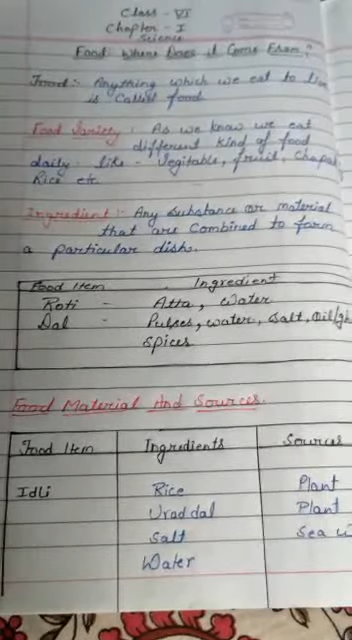 Class - VI
Chapter - I
Science
Food Where Does it Come From?
Food:- Anything which we eat to live
is called food
Food Variety:- As we know we eat
different kind of food
daily like - Vegitable, fruit, Chapati
Rice etc
Ingredient:- Any substance or material
that are combined to form
a particular dish.
Food Item Ingredient
Roti - Atta, Water
Dal - Pulses, water, Salt, Oil/gh
Spices
Food Material And Sources.
Food Item Ingredients Sources
Idli Rice Plant
Urad dal Plant
Salt Sea
Water